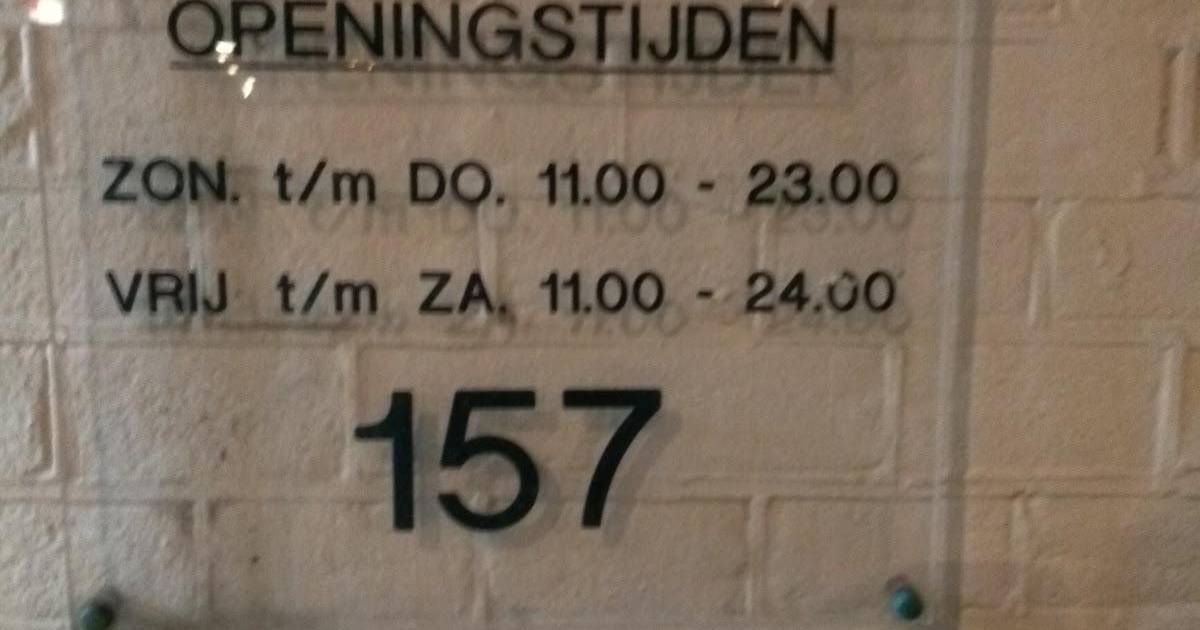 OPENINGSTIJDEN
ZON. t/m DO. 11.00 - 23.00
VRIJ t/m ZA. 11.00 - 24.00
157